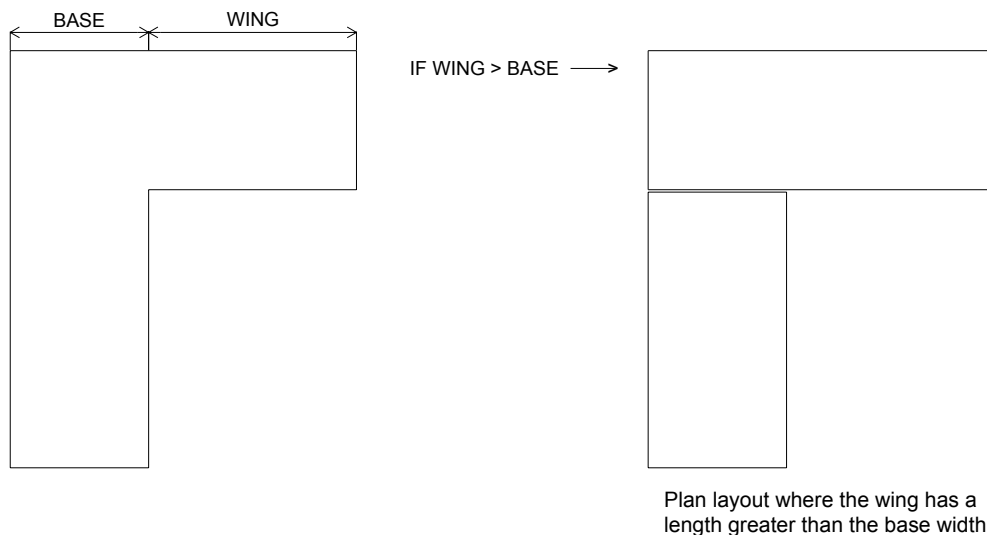 BASE
WING
IF WING > BASE
Plan layout where the wing has a
length greater than the base width